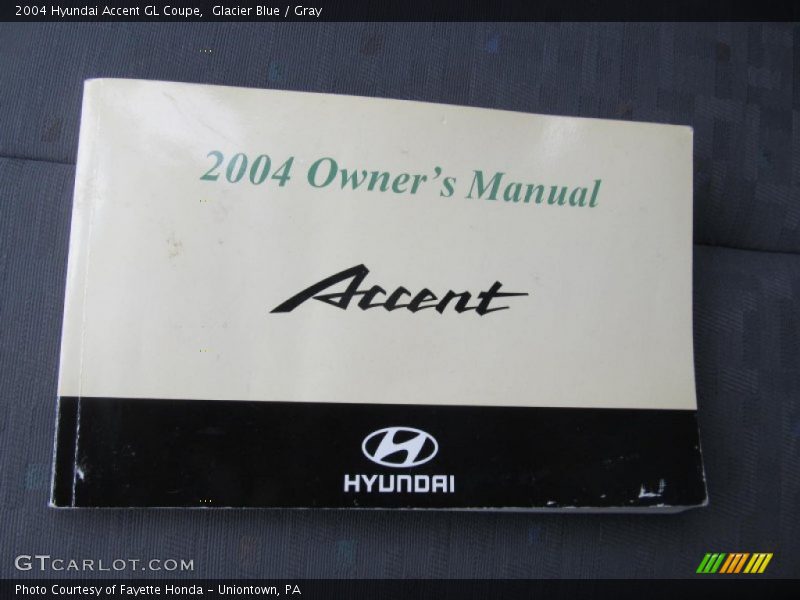 2004 Hyundai Accent GL Coupe,  Glacier Blue / Gray
2004 Owner's Manual
Accent
HYUNDAI
GTCARLOT.COM
Photo Courtesy of Fayette Honda - Uniontown, PA